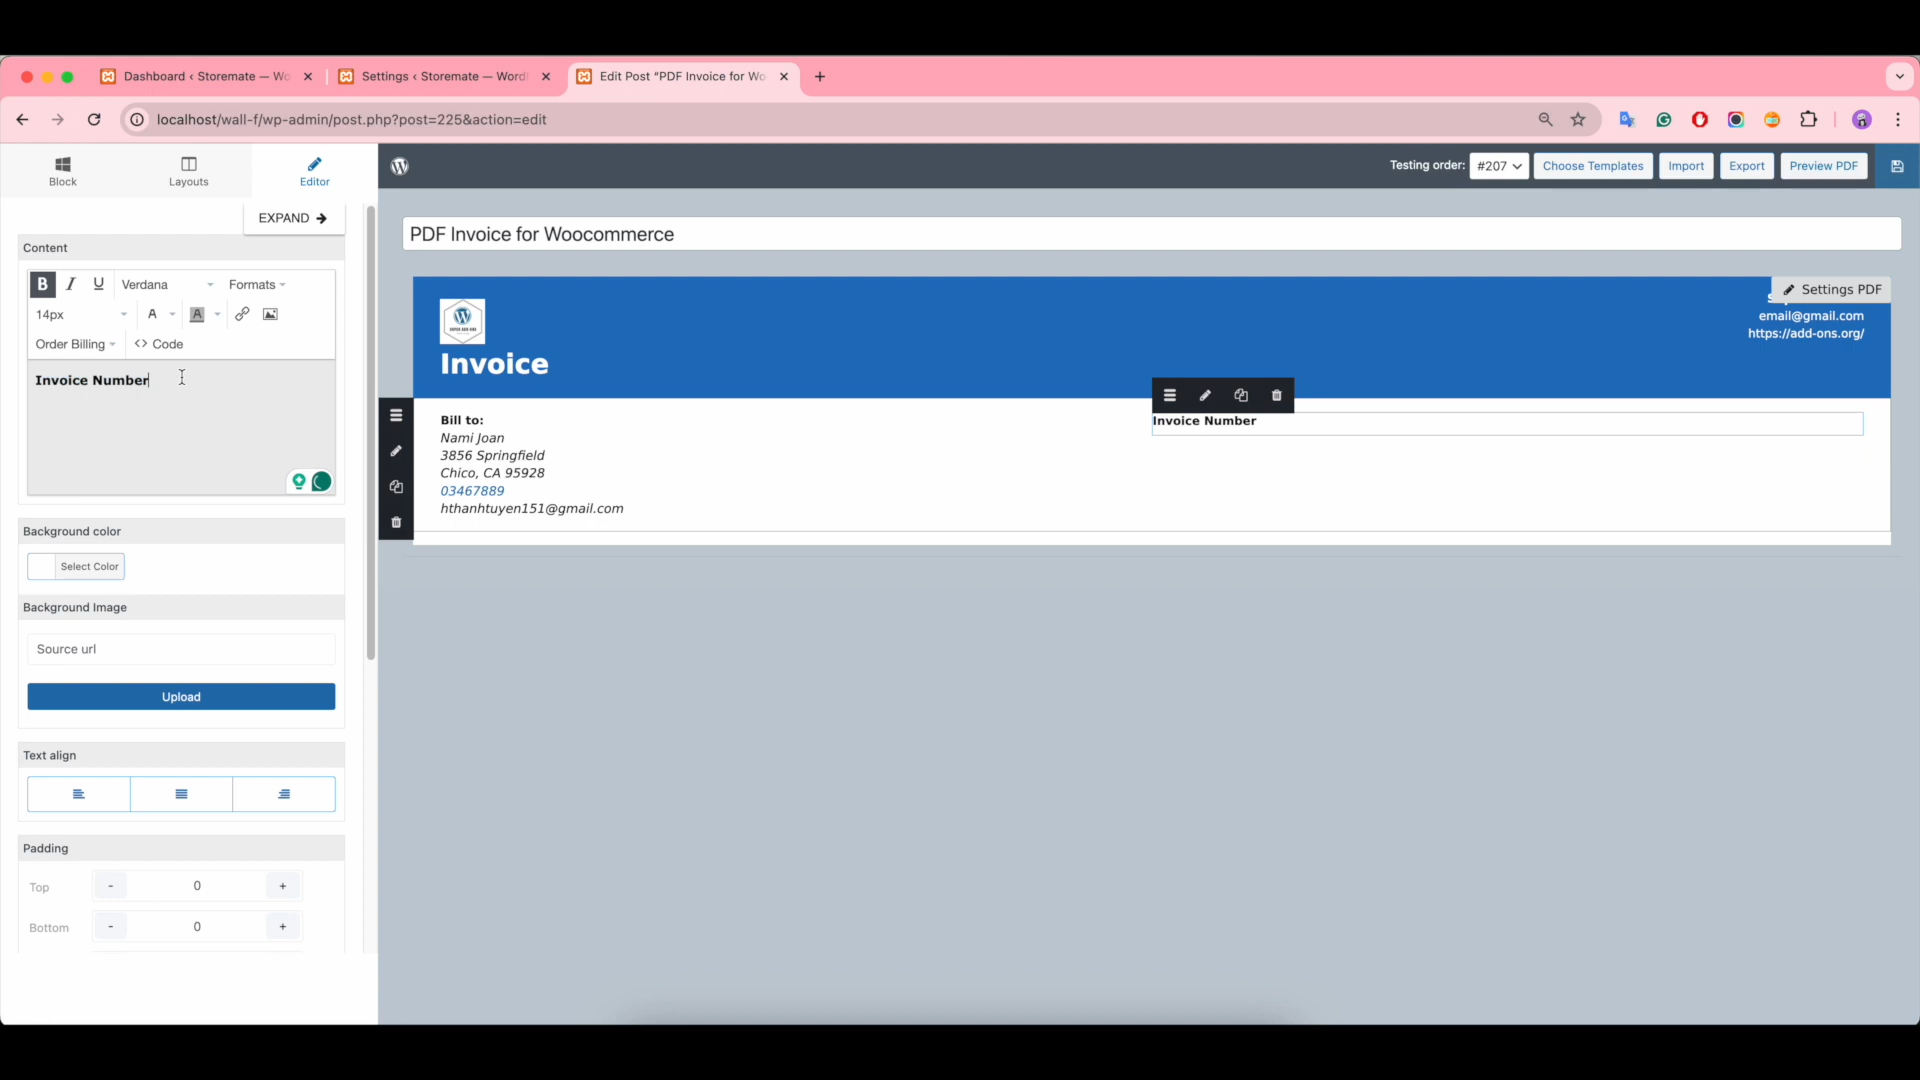 Dashboard ‹ Storemate — Wo
Settings ‹ Storemate — Word
Edit Post “PDF Invoice for Wo
localhost/wall-f/wp-admin/post.php?post=225&action=edit
Block
Layouts
Editor
Testing order:
#207
Choose Templates
Import
Export
Preview PDF
EXPAND
Content
B I U
Verdana
Formats
14px
A
A
Order Billing
<> Code
Invoice Number
Background color
Select Color
Background Image
Source url
Upload
Text align
Padding
Top
- 0 +
Bottom
- 0 +
PDF Invoice for Woocommerce
Settings PDF
email@gmail.com
https://add-ons.org/
Invoice
Bill to:
Nami Joan
3856 Springfield
Chico, CA 95928
03467889
hthanhtuyen151@gmail.com
Invoice Number